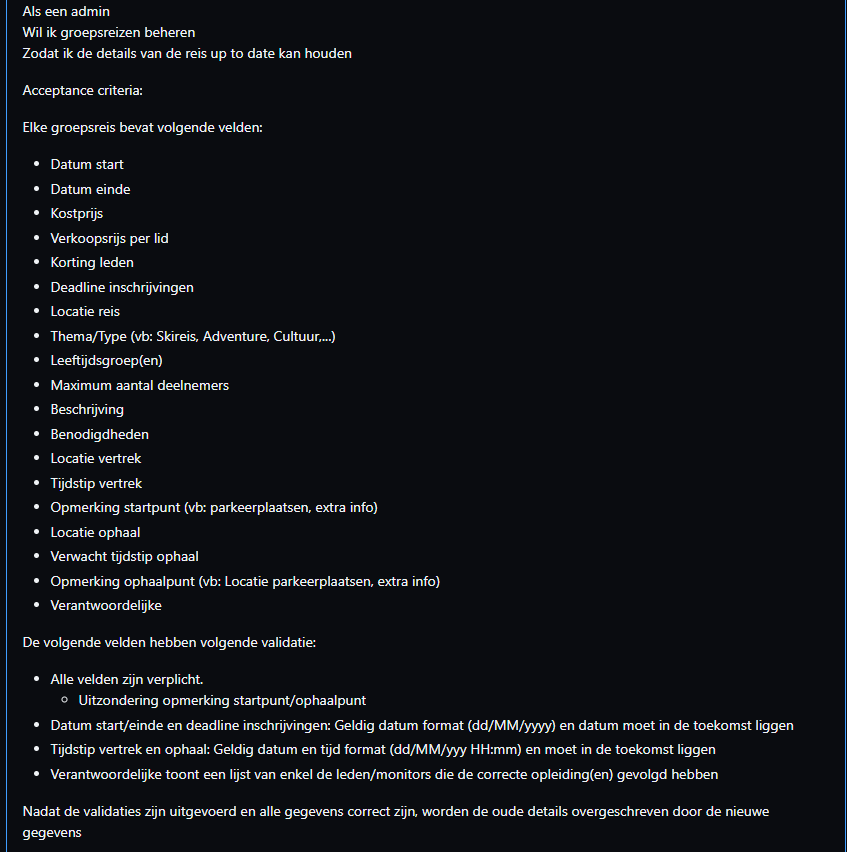 Als een admin
Wil ik groepsreizen beheren
Zodat ik de details van de reis up to date kan houden
Acceptance criteria:
Elke groepsreis bevat volgende velden:
• Datum start
• Datum einde
• Kostprijs
• Verkoopsrijs per lid
• Korting leden
• Deadline inschrijvingen
• Locatie reis
• Thema/Type (vb: Skireis, Adventure, Cultuur,...)
• Leeftijdsgroep(en)
• Maximum aantal deelnemers
• Beschrijving
• Benodigdheden
• Locatie vertrek
• Tijdstip vertrek
• Opmerking startpunt (vb: parkeerplaatsen, extra info)
• Locatie ophaal
• Verwacht tijdstip ophaal
• Opmerking ophaalpunt (vb: Locatie parkeerplaatsen, extra info)
• Verantwoordelijke
De volgende velden hebben volgende validatie:
• Alle velden zijn verplicht.
◦ Uitzondering opmerking startpunt/ophaalpunt
• Datum start/einde en deadline inschrijvingen: Geldig datum format (dd/MM/yyyy) en datum moet in de toekomst liggen
• Tijdstip vertrek en ophaal: Geldig datum en tijd format (dd/MM/yyy HH:mm) en moet in de toekomst liggen
• Verantwoordelijke toont een lijst van enkel de leden/monitors die de correcte opleiding(en) gevolgd hebben
Nadat de validaties zijn uitgevoerd en alle gegevens correct zijn, worden de oude details overgeschreven door de nieuwe
gegevens